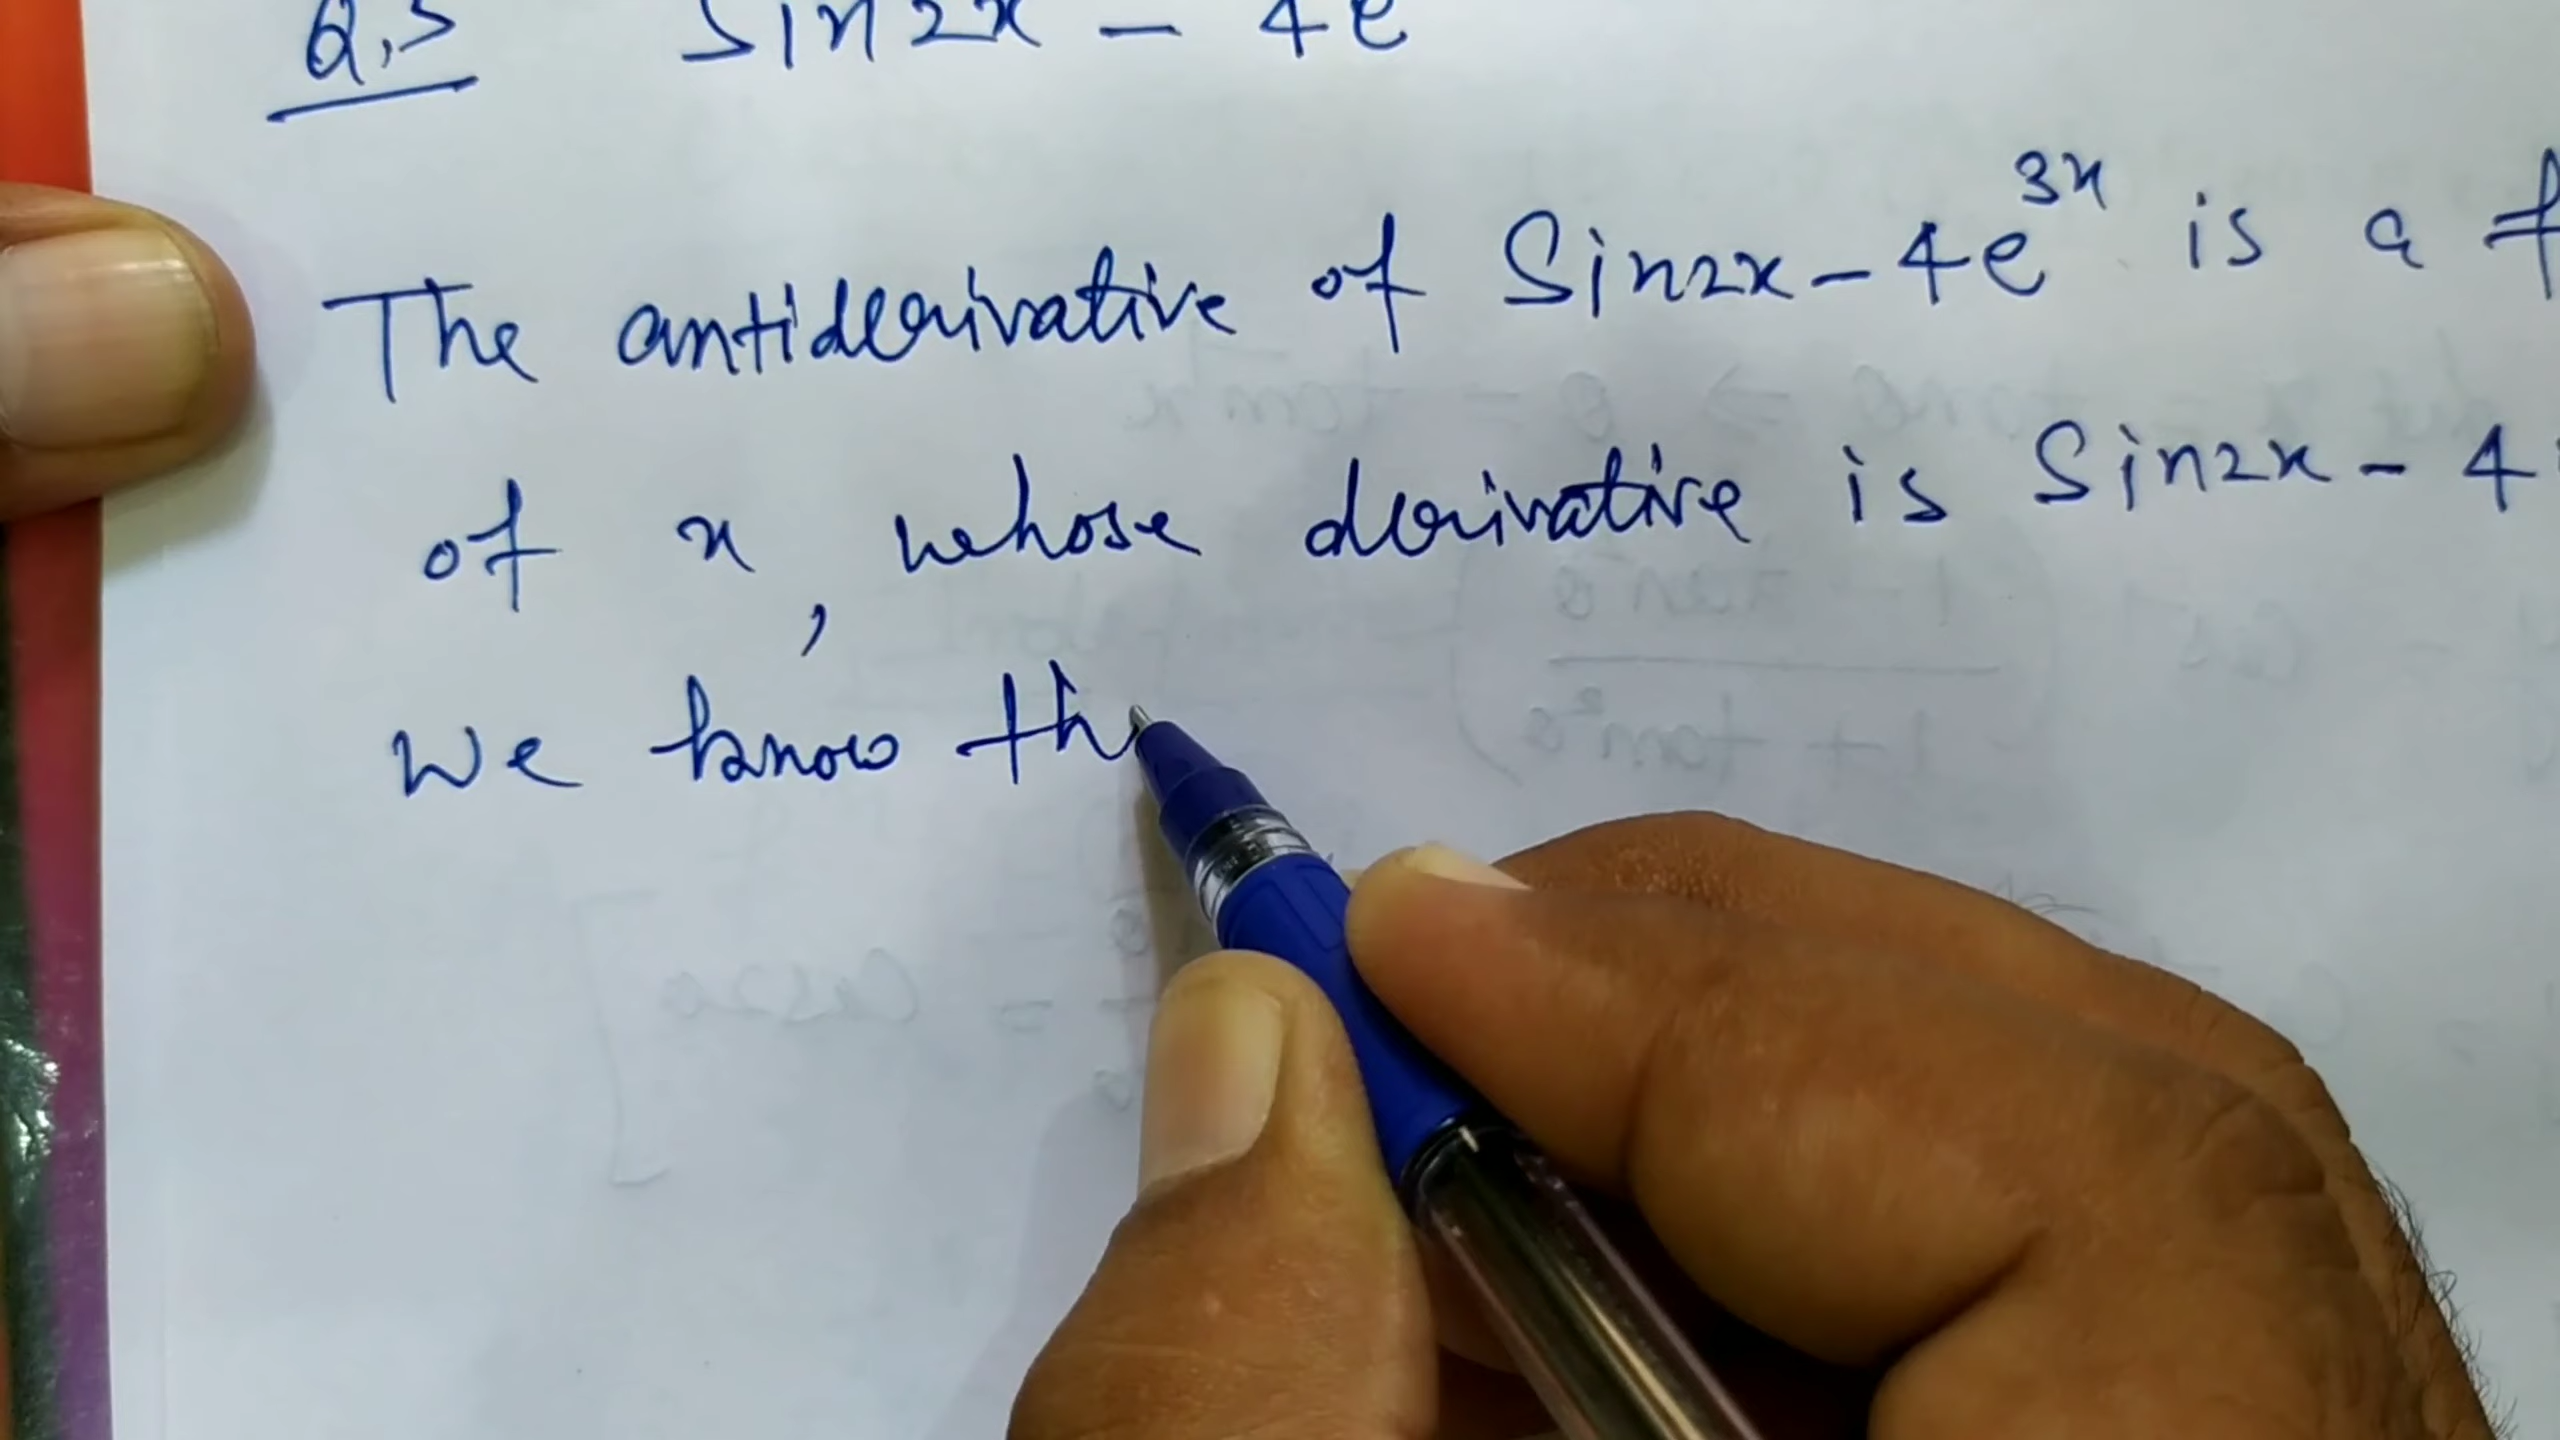 Q.5 Sin2x - 4e
The antiderivative of Sin2x - 4e^3x is a f
of x, whose derivative is Sin2x - 4
We know th